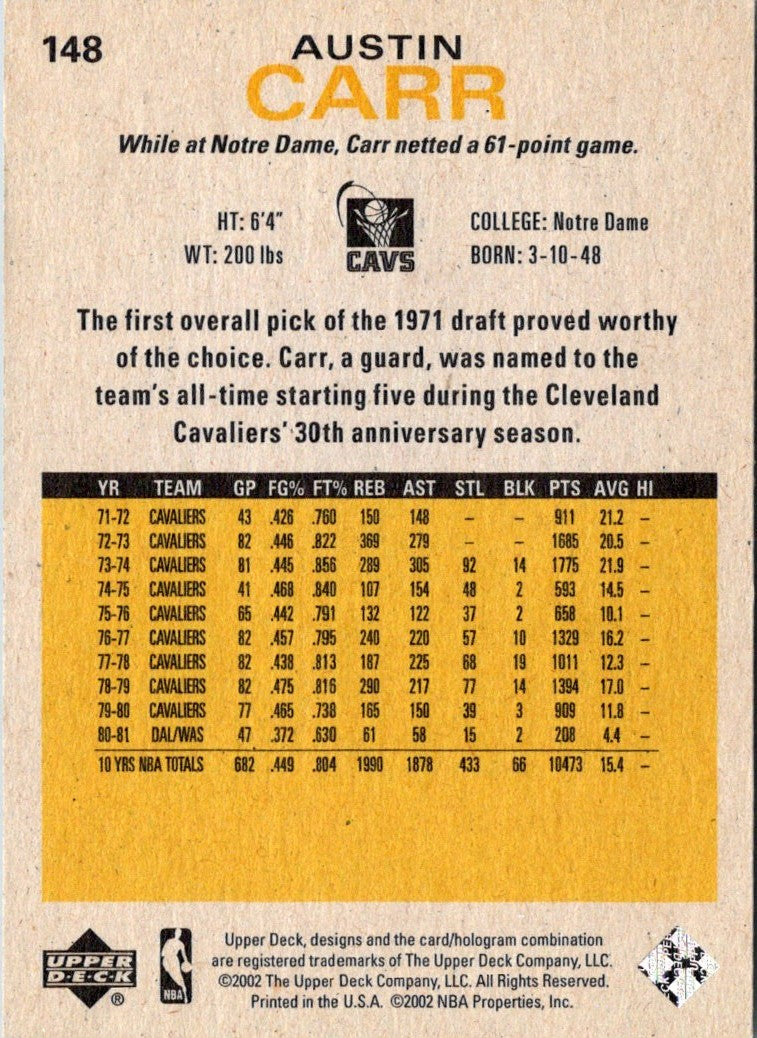 148
AUSTIN
CARR
While at Notre Dame, Carr netted a 61-point game.
HT: 6'4"
WT: 200 lbs
CAVS
COLLEGE: Notre Dame
BORN: 3-10-48
The first overall pick of the 1971 draft proved worthy
of the choice. Carr, a guard, was named to the
team's all-time starting five during the Cleveland
Cavaliers' 30th anniversary season.
YR TEAM GP FG% FT% REB AST STL BLK PTS AVG HI
71-72 CAVALIERS 43 .426 .760 150 148 – – 911 21.2 –
72-73 CAVALIERS 82 .446 .822 369 279 – – 1685 20.5 –
73-74 CAVALIERS 81 .445 .856 289 305 92 14 1775 21.9 –
74-75 CAVALIERS 41 .468 .840 107 154 48 2 593 14.5 –
75-76 CAVALIERS 65 .442 .791 132 122 37 2 658 10.1 –
76-77 CAVALIERS 82 .457 .795 240 220 57 10 1329 16.2 –
77-78 CAVALIERS 82 .438 .813 187 225 68 19 1011 12.3 –
78-79 CAVALIERS 82 .475 .816 290 217 77 14 1394 17.0 –
79-80 CAVALIERS 77 .465 .738 165 150 39 3 909 11.8 –
80-81 DAL/WAS 47 .372 .630 61 58 15 2 208 4.4 –
10 YRS NBA TOTALS 682 .449 .804 1990 1878 433 66 10473 15.4 –
UPPER
D·E·C·K
®
NBA
Upper Deck, designs and the card/hologram combination
are registered trademarks of The Upper Deck Company, LLC.
©2002 The Upper Deck Company, LLC. All Rights Reserved.
Printed in the U.S.A. ©2002 NBA Properties, Inc.